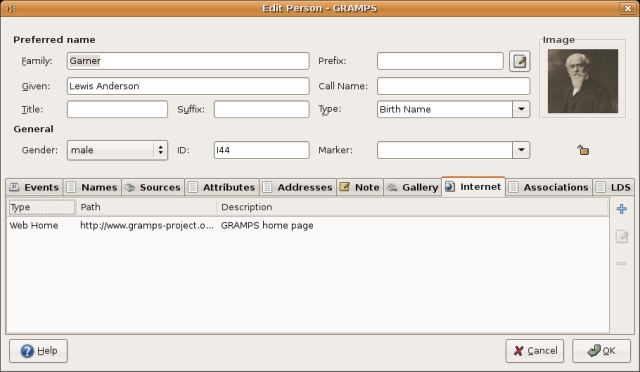 Edit Person - GRAMPS
Preferred name
Image
Family: Garner Prefix:
Given: Lewis Anderson Call Name:
Title: Suffix: Type: Birth Name
General
Gender: male ID: I44 Marker:
Events Names Sources Attributes Addresses Note Gallery Internet Associations LDS
Type Path Description
Web Home http://www.gramps-project.o... GRAMPS home page
Help Cancel OK